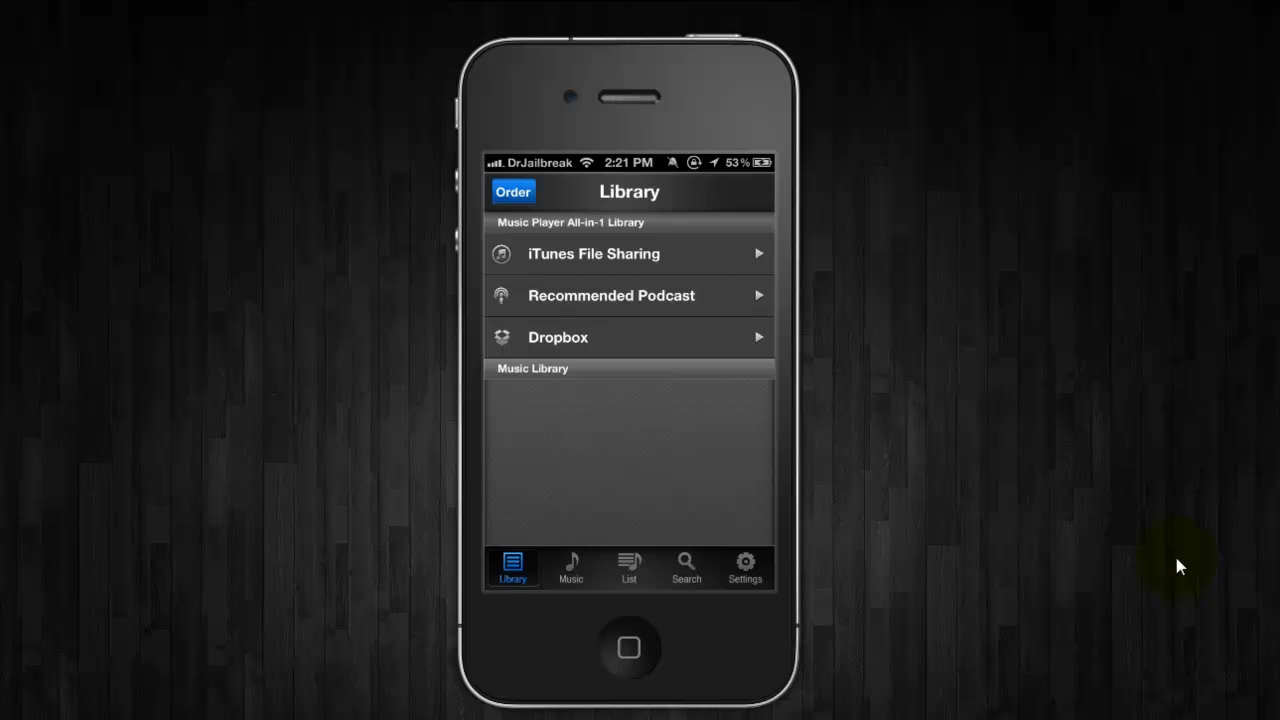 DrJailbreak 2:21 PM 53%
Order Library
Music Player All-in-1 Library
iTunes File Sharing
Recommended Podcast
Dropbox
Music Library
Library Music List Search Settings